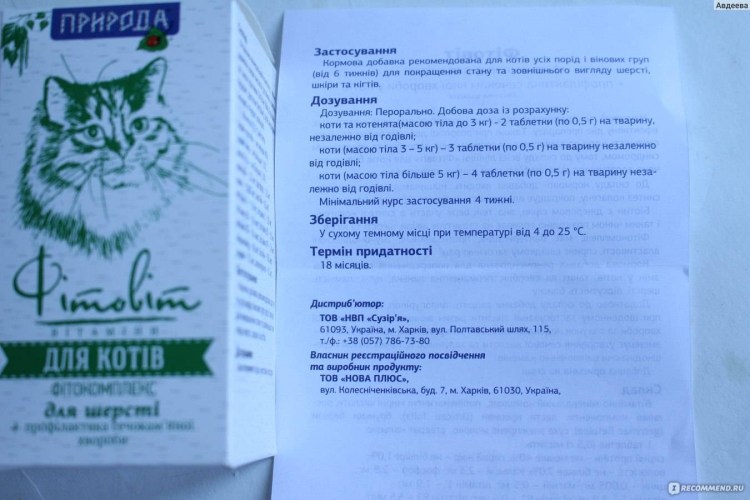 Авдеева
ПРИРОДА
Фітовіт
ВІТАМІНИ
ДЛЯ КОТІВ
ФІТОКОМПЛЕКС
для шерсті
+ профілактика сечокам'яної
хвороби
Застосування
Кормова добавка рекомендована для котів усіх порід і вікових груп
(від 6 тижнів) для покращення стану та зовнішнього вигляду шерсті,
шкіри та кігтів.
Дозування
Дозування: Перорально. Добова доза із розрахунку:
коти та котенята(масою тіла до 3 кг) - 2 таблетки (по 0,5 г) на тварину,
незалежно від годівлі;
коти (масою тіла 3 – 5 кг) – 3 таблетки (по 0,5 г) на тварину незалежно
від годівлі;
коти (масою тіла більше 5 кг) – 4 таблетки (по 0,5 г) на тварину неза-
лежно від годівлі.
Мінімальний курс застосування 4 тижні.
Зберігання
У сухому темному місці при температурі від 4 до 25 °С.
Термін придатності
18 місяців.
Дистриб'ютор:
ТОВ «НВП «Сузір'я»,
61093, Україна, м. Харків, вул. Полтавський шлях, 115,
т./ф.: +38 (057) 786-73-80
Власник реєстраційного посвідчення
та виробник продукту:
ТОВ «НОВА ПЛЮС»,
вул. Колесніченківська, буд. 7, м. Харків, 61030, Україна,
IRECOMMEND.RU